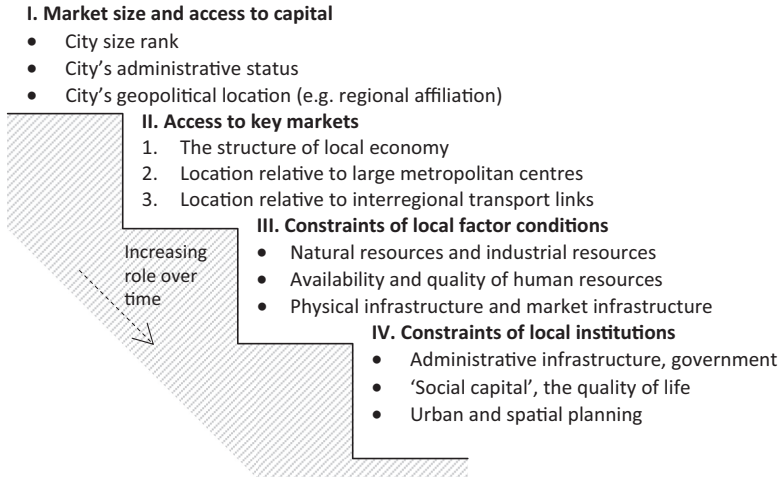 I. Market size and access to capital
• City size rank
• City’s administrative status
• City’s geopolitical location (e.g. regional affiliation)
II. Access to key markets
1. The structure of local economy
2. Location relative to large metropolitan centres
3. Location relative to interregional transport links
III. Constraints of local factor conditions
• Natural resources and industrial resources
• Availability and quality of human resources
• Physical infrastructure and market infrastructure
Increasing
role over
time
IV. Constraints of local institutions
• Administrative infrastructure, government
• ‘Social capital’, the quality of life
• Urban and spatial planning